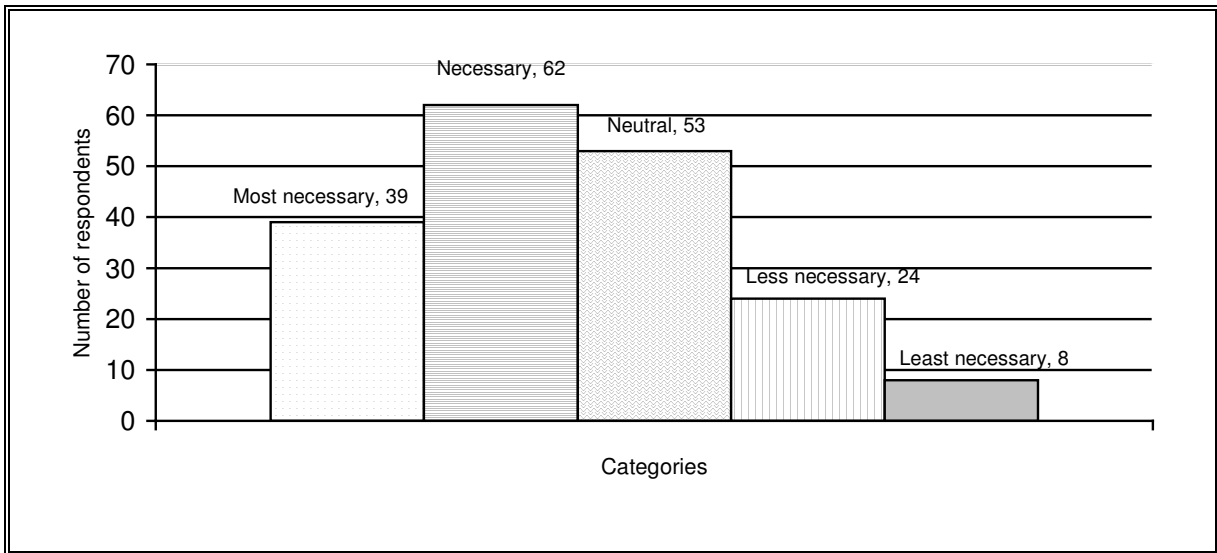 70
60
50
40
30
20
10
0
Number of respondents
Most necessary, 39
Necessary, 62
Neutral, 53
Less necessary, 24
Least necessary, 8
Categories